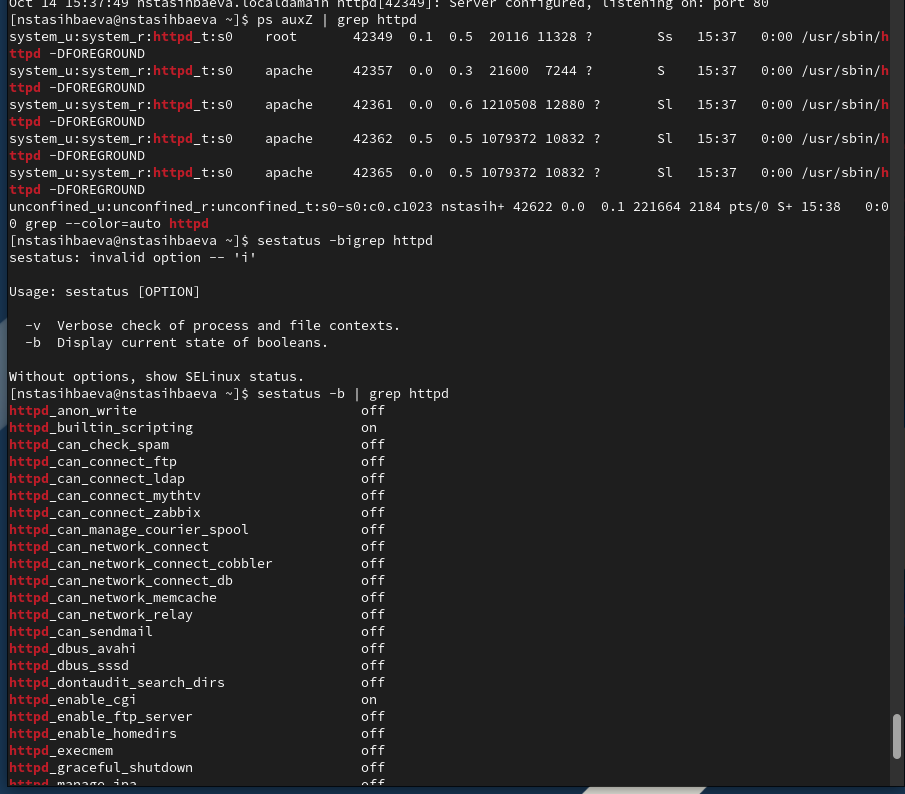 Oct 14 15:37:49 nstasihbaeva.localdamain httpd[42349]: Server configured, listening on: port 80
[nstasihbaeva@nstasihbaeva ~]$ ps auxZ | grep httpd
system_u:system_r:httpd_t:s0    root       42349  0.1  0.5  20116 11328 ?        Ss   15:37   0:00 /usr/sbin/h
ttpd -DFOREGROUND
system_u:system_r:httpd_t:s0    apache     42357  0.0  0.3  21600  7244 ?        S    15:37   0:00 /usr/sbin/h
ttpd -DFOREGROUND
system_u:system_r:httpd_t:s0    apache     42361  0.0  0.6 1210508 12880 ?       Sl   15:37   0:00 /usr/sbin/h
ttpd -DFOREGROUND
system_u:system_r:httpd_t:s0    apache     42362  0.5  0.5 1079372 10832 ?       Sl   15:37   0:00 /usr/sbin/h
ttpd -DFOREGROUND
system_u:system_r:httpd_t:s0    apache     42365  0.0  0.5 1079372 10832 ?       Sl   15:37   0:00 /usr/sbin/h
ttpd -DFOREGROUND
unconfined_u:unconfined_r:unconfined_t:s0-s0:c0.c1023 nstasih+ 42622 0.0  0.1 221664 2184 pts/0 S+ 15:38   0:0
0 grep --color=auto httpd
[nstasihbaeva@nstasihbaeva ~]$ sestatus -bigrep httpd
sestatus: invalid option -- 'i'

Usage: sestatus [OPTION]

  -v  Verbose check of process and file contexts.
  -b  Display current state of booleans.

Without options, show SELinux status.
[nstasihbaeva@nstasihbaeva ~]$ sestatus -b | grep httpd
httpd_anon_write                            off
httpd_builtin_scripting                     on
httpd_can_check_spam                        off
httpd_can_connect_ftp                       off
httpd_can_connect_ldap                      off
httpd_can_connect_mythtv                    off
httpd_can_connect_zabbix                    off
httpd_can_manage_courier_spool              off
httpd_can_network_connect                   off
httpd_can_network_connect_cobbler           off
httpd_can_network_connect_db                off
httpd_can_network_memcache                  off
httpd_can_network_relay                     off
httpd_can_sendmail                          off
httpd_dbus_avahi                            off
httpd_dbus_sssd                             off
httpd_dontaudit_search_dirs                 off
httpd_enable_cgi                            on
httpd_enable_ftp_server                     off
httpd_enable_homedirs                       off
httpd_execmem                               off
httpd_graceful_shutdown                     off
httpd_manage_ipa                            off